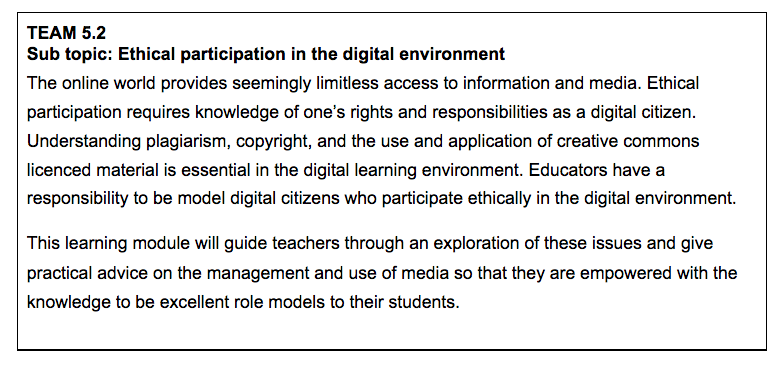 TEAM 5.2
Sub topic: Ethical participation in the digital environment
The online world provides seemingly limitless access to information and media. Ethical
participation requires knowledge of one’s rights and responsibilities as a digital citizen.
Understanding plagiarism, copyright, and the use and application of creative commons
licenced material is essential in the digital learning environment. Educators have a
responsibility to be model digital citizens who participate ethically in the digital environment.
This learning module will guide teachers through an exploration of these issues and give
practical advice on the management and use of media so that they are empowered with the
knowledge to be excellent role models to their students.